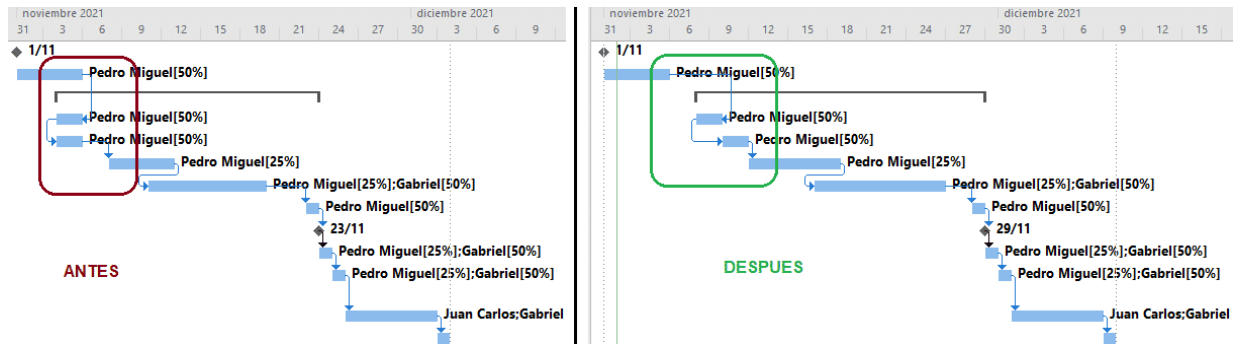 noviembre 2021 diciembre 2021
31 3 6 9 12 15 18 21 24 27 30 3 6 9
1/11
Pedro Miguel[50%]
Pedro Miguel[50%]
Pedro Miguel[50%]
Pedro Miguel[25%]
Pedro Miguel[25%];Gabriel[50%]
Pedro Miguel[50%]
23/11
Pedro Miguel[25%];Gabriel[50%]
ANTES
Pedro Miguel[25%];Gabriel[50%]
Juan Carlos;Gabriel
noviembre 2021 diciembre 2021
31 3 6 9 12 15 18 21 24 27 30 3 6 9 12 15
1/11
Pedro Miguel[50%]
Pedro Miguel[50%]
Pedro Miguel[50%]
Pedro Miguel[25%]
Pedro Miguel[25%];Gabriel[50%]
Pedro Miguel[50%]
29/11
Pedro Miguel[25%];Gabriel[50%]
DESPUES
Pedro Miguel[25%];Gabriel[50%]
Juan Carlos;Gabriel